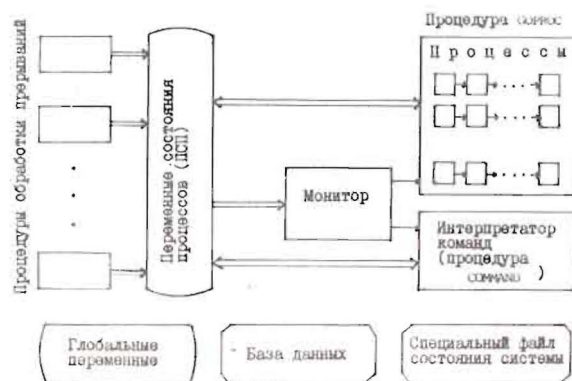 Процедуры обработки прерываний
Переменные состояния
процессов (ПСП)
Процедура COPROC
Процессы
Монитор
Интерпретатор
команд
(процедура
COMMAND )
Глобальные
переменные
База данных
Специальный файл
состояния системы